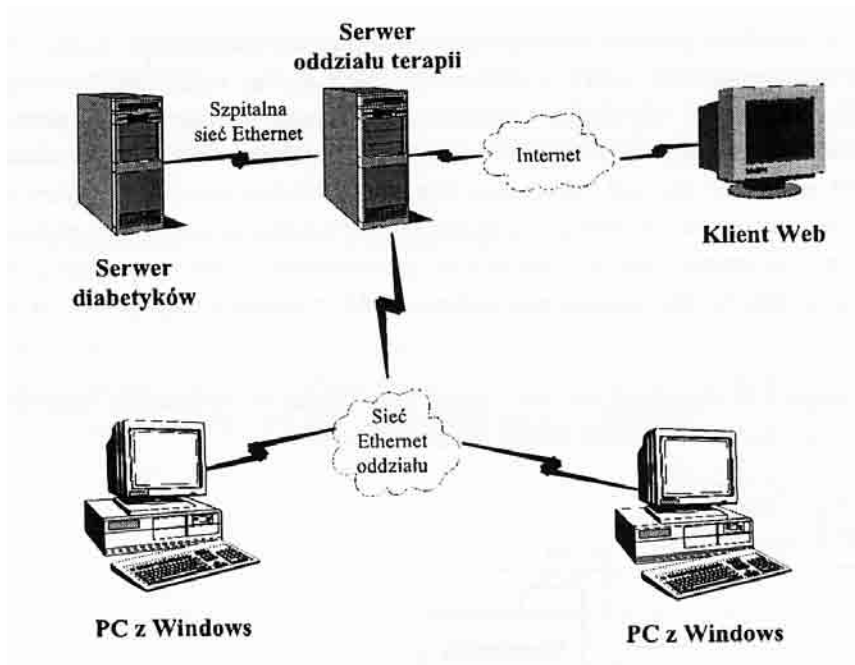 Serwer
oddziału terapii
Szpitalna
sieć Ethernet
Internet
Klient Web
Serwer
diabetyków
Sieć
Ethernet
oddziału
PC z Windows
PC z Windows